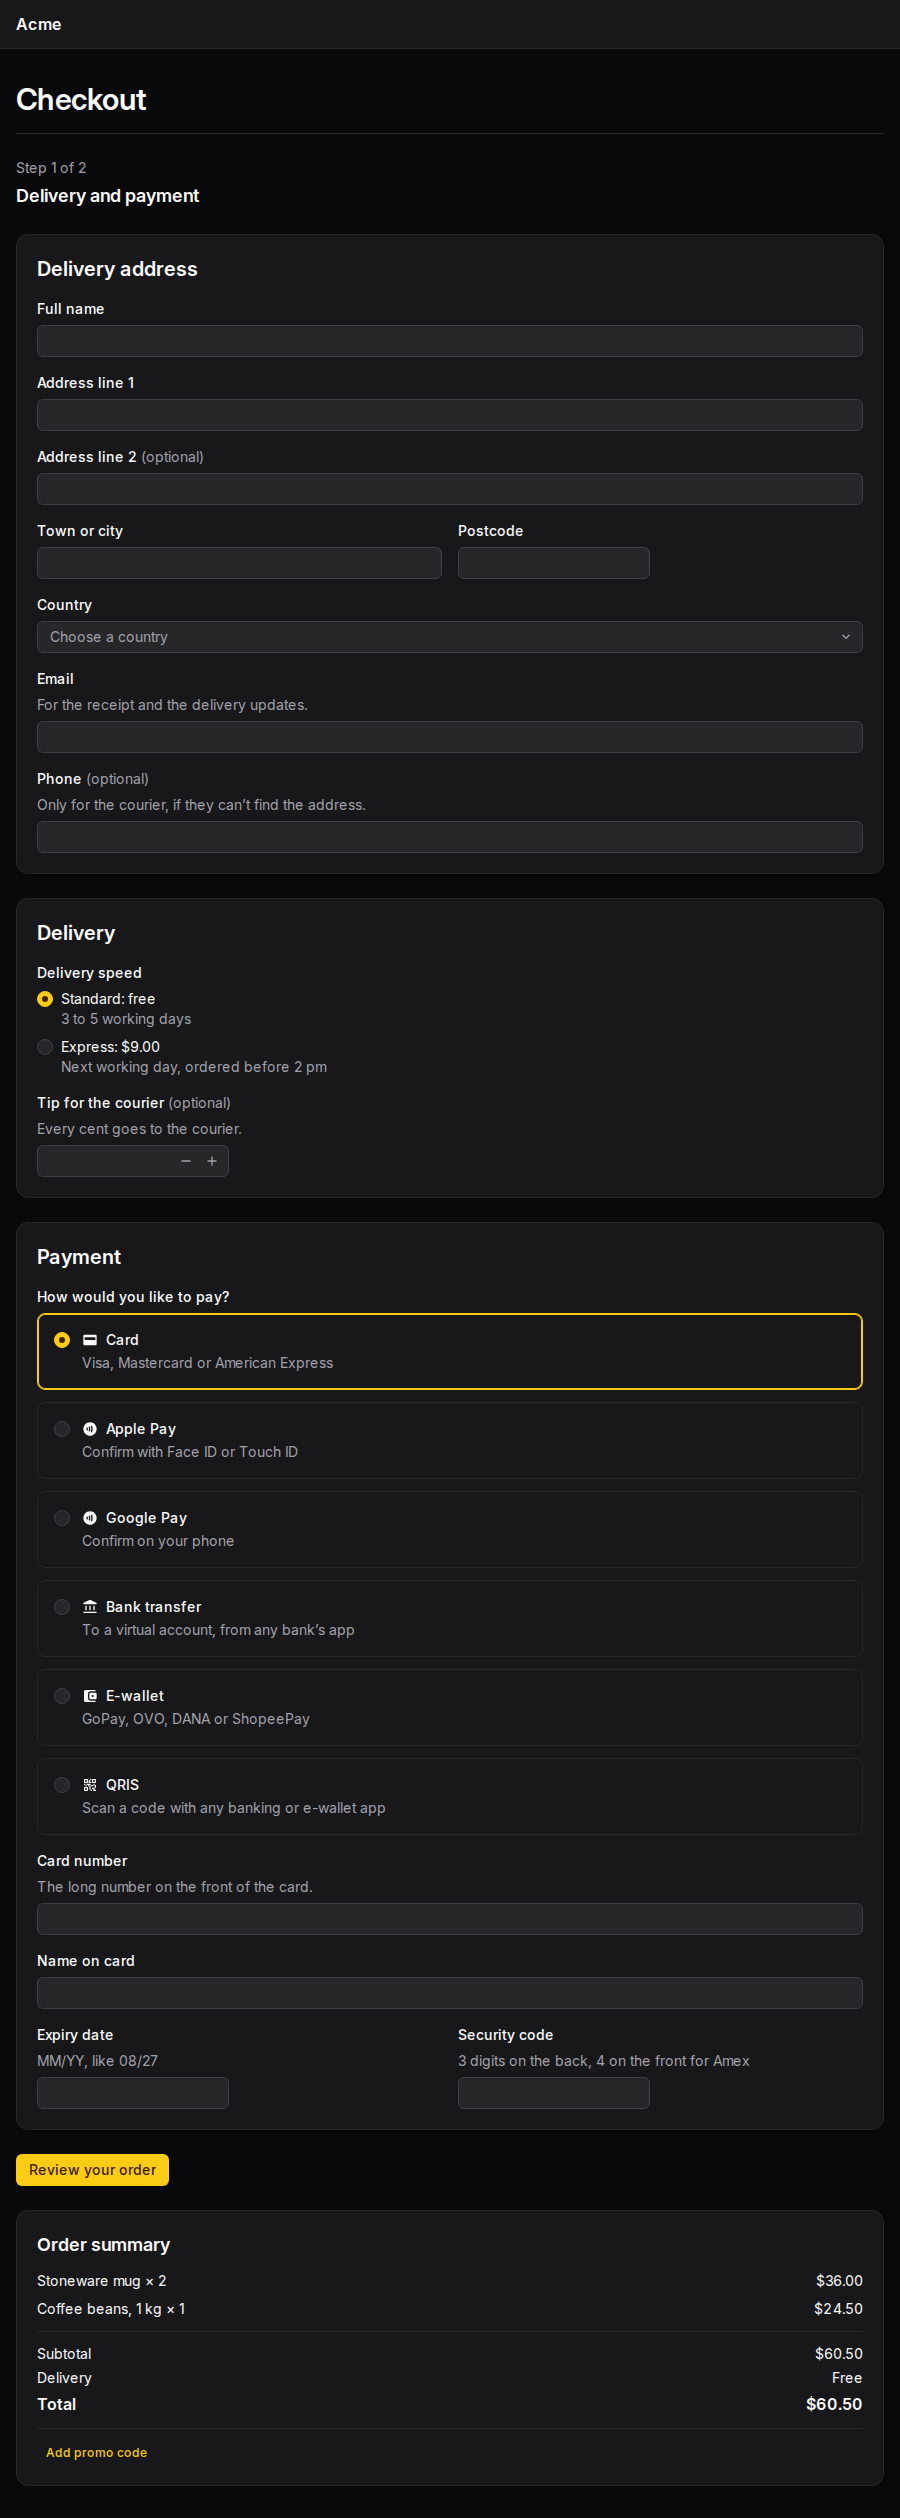 Acme
Checkout
Step 1 of 2
Delivery and payment
Delivery address
Full name
Address line 1
Address line 2 (optional)
Town or city
Postcode
Country
Choose a country
Email
For the receipt and the delivery updates.
Phone (optional)
Only for the courier, if they can’t find the address.
Delivery
Delivery speed
Standard: free
3 to 5 working days
Express: $9.00
Next working day, ordered before 2 pm
Tip for the courier (optional)
Every cent goes to the courier.
Payment
How would you like to pay?
Card
Visa, Mastercard or American Express
Apple Pay
Confirm with Face ID or Touch ID
Google Pay
Confirm on your phone
Bank transfer
To a virtual account, from any bank’s app
E-wallet
GoPay, OVO, DANA or ShopeePay
QRIS
Scan a code with any banking or e-wallet app
Card number
The long number on the front of the card.
Name on card
Expiry date
MM/YY, like 08/27
Security code
3 digits on the back, 4 on the front for Amex
Review your order
Order summary
Stoneware mug × 2 $36.00
Coffee beans, 1 kg × 1 $24.50
Subtotal $60.50
Delivery Free
Total $60.50
Add promo code